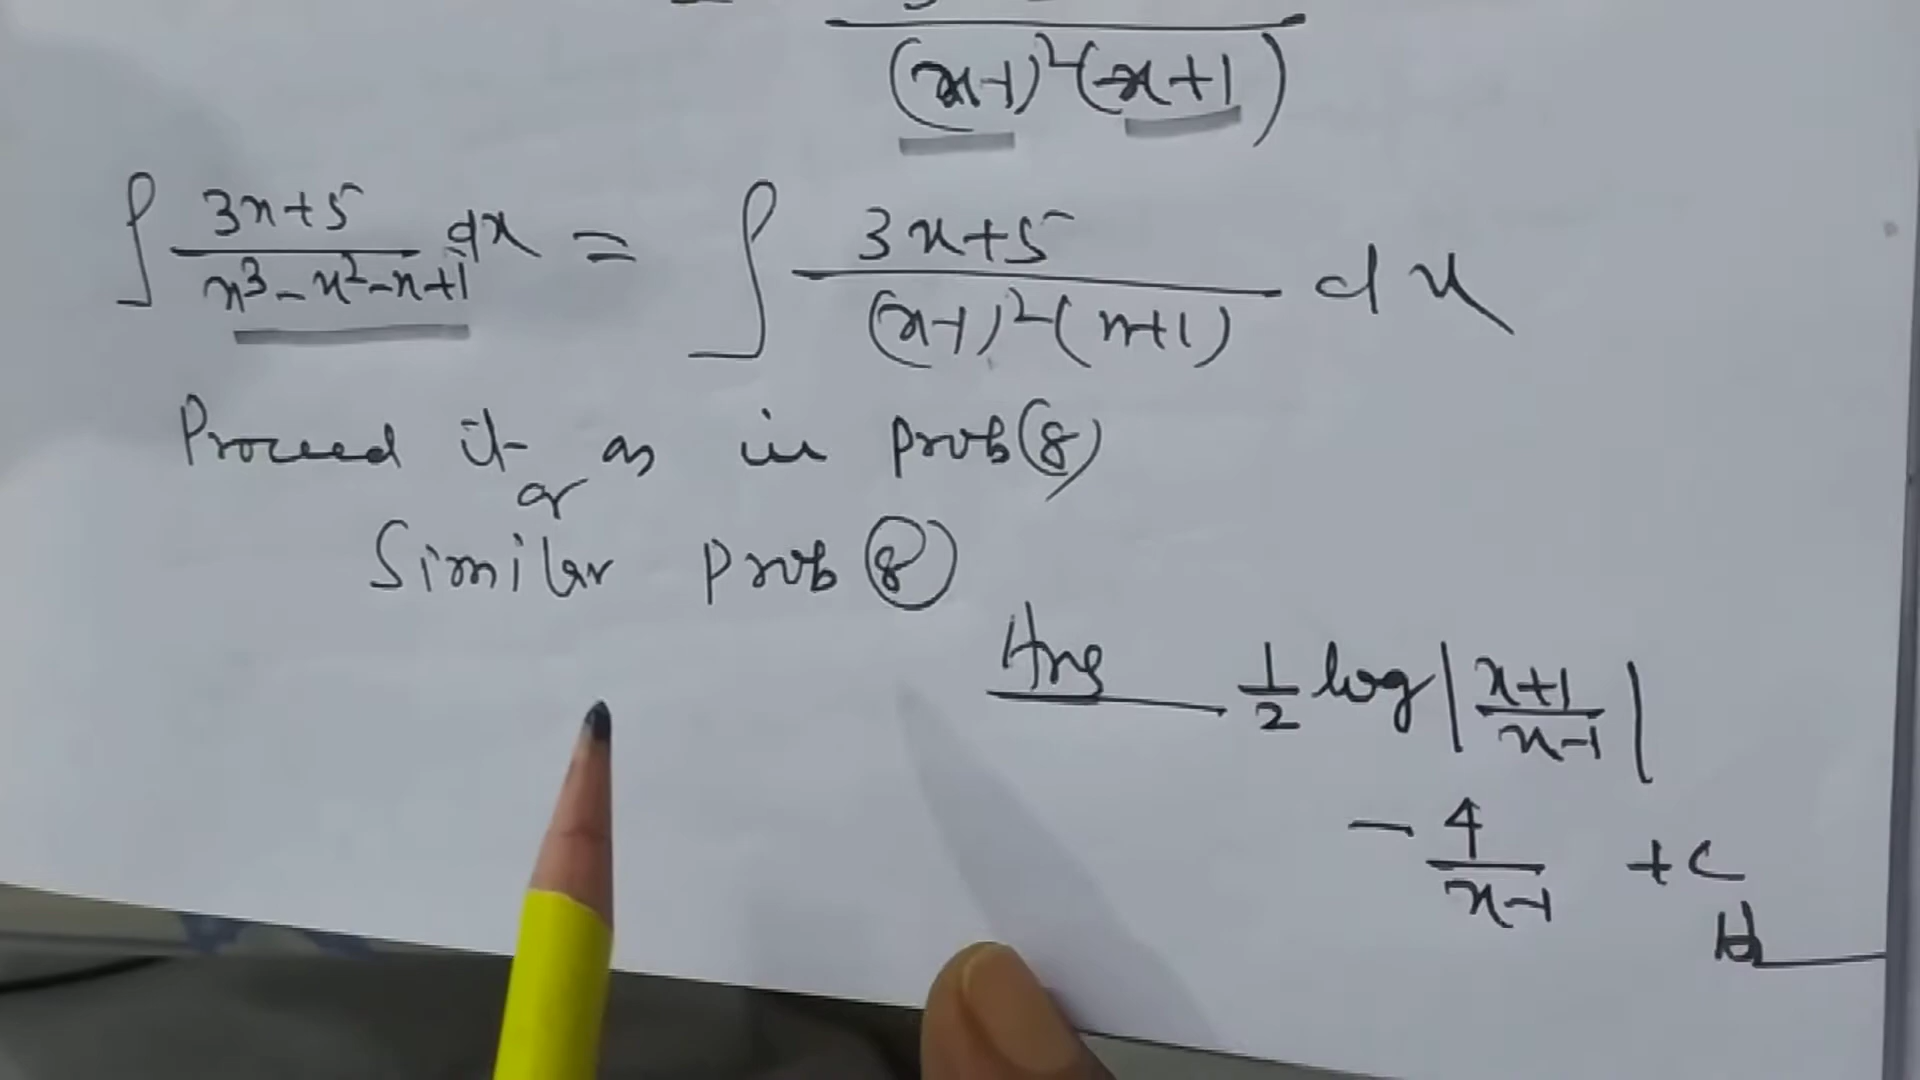 (x-1)²(x+1)
∫ 3x+5 / x³-x²-x+1 dx = ∫ 3x+5 / (x-1)²(x+1) dx
Proceed it as in prob (8)
or
Similar prob (8)
Ans 1/2 log | x+1 / x-1 |
- 4 / x-1 + c